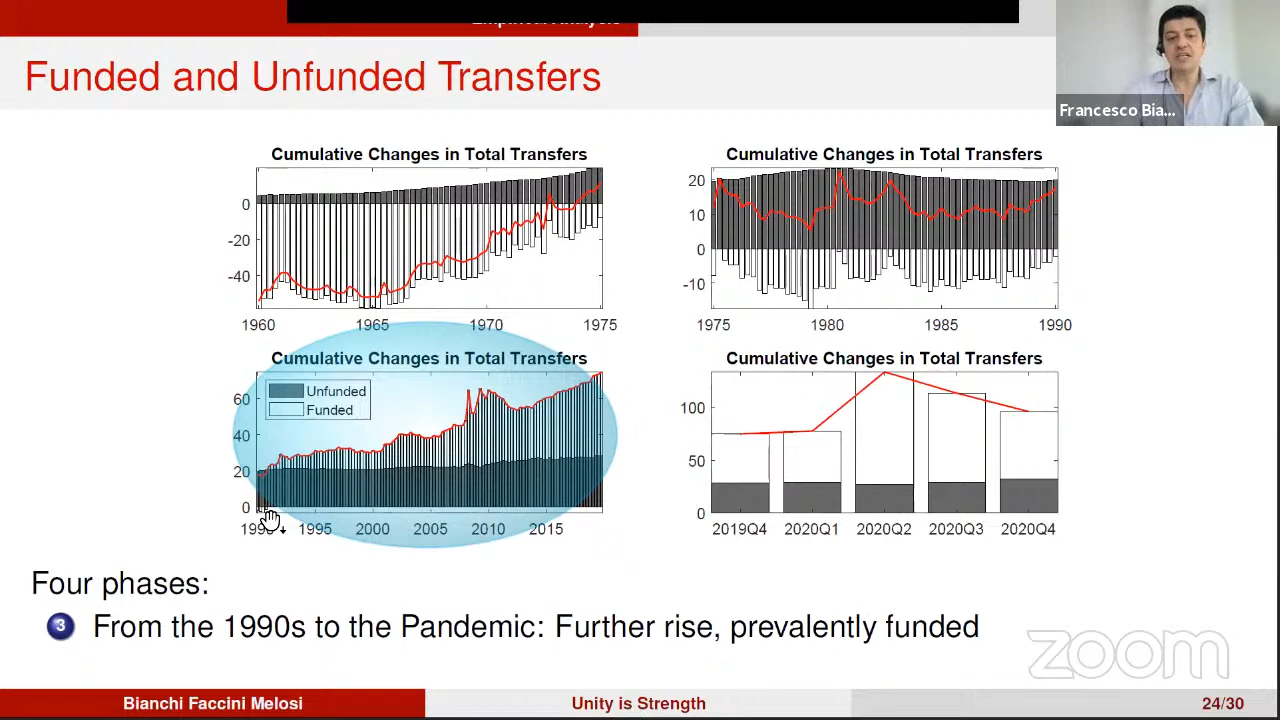 Empirical Analysis
Funded and Unfunded Transfers
Francesco Bia...
Cumulative Changes in Total Transfers
0
-20
-40
1960 1965 1970 1975
Cumulative Changes in Total Transfers
20
10
0
-10
1975 1980 1985 1990
Cumulative Changes in Total Transfers
Unfunded
Funded
60
40
20
0
1990 1995 2000 2005 2010 2015
Cumulative Changes in Total Transfers
100
50
0
2019Q4 2020Q1 2020Q2 2020Q3 2020Q4
Four phases:
3 From the 1990s to the Pandemic: Further rise, prevalently funded
zoom
Bianchi Faccini Melosi Unity is Strength 24/30